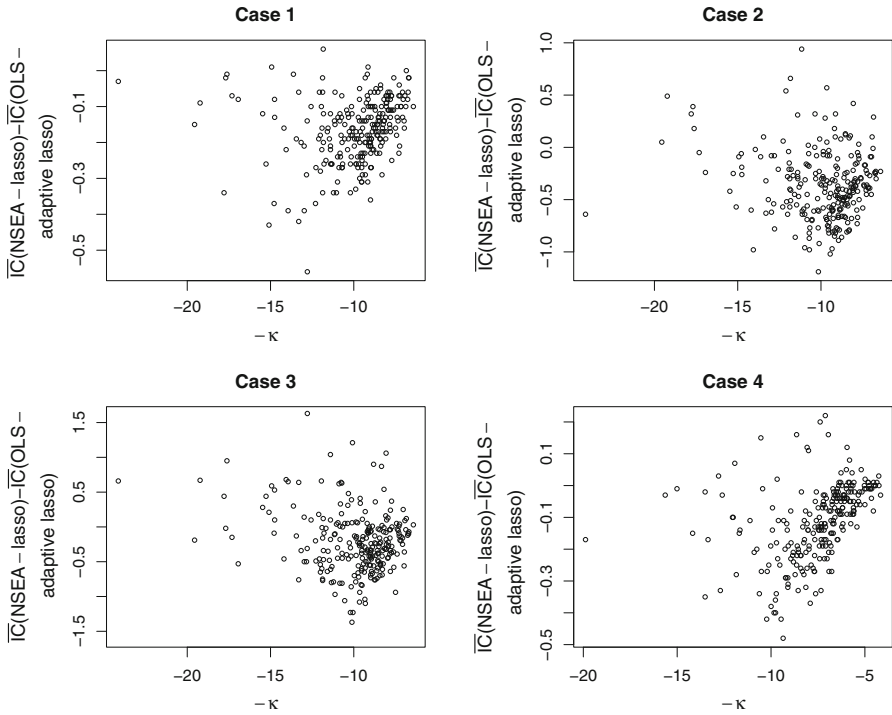 Case 1
IC(NSEA − lasso)−IC(OLS −
adaptive lasso)
−0.1
−0.3
−0.5
−20
−15
−10
−κ
Case 2
IC(NSEA − lasso)−IC(OLS −
adaptive lasso)
1.0
0.5
0.0
−0.5
−1.0
−20
−15
−10
−κ
Case 3
IC(NSEA − lasso)−IC(OLS −
adaptive lasso)
1.5
0.5
−0.5
−1.5
−20
−15
−10
−κ
Case 4
IC(NSEA − lasso)−IC(OLS −
adaptive lasso)
0.1
−0.1
−0.3
−0.5
−20
−15
−10
−5
−κ